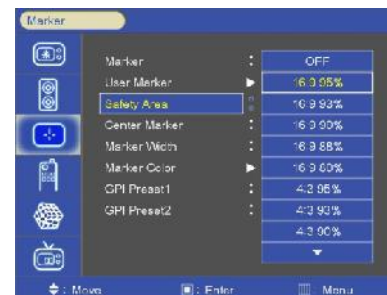 Marker
Marker : OFF
User Marker 16:9 95%
Safety Area : 16:9 93%
Center Marker : 16:9 90%
Marker Width : 16:9 88%
Marker Color 16:9 80%
GPI Preset1 : 4:3 95%
GPI Preset2 : 4:3 93%
4:3 90%
: Move : Enter : Menu